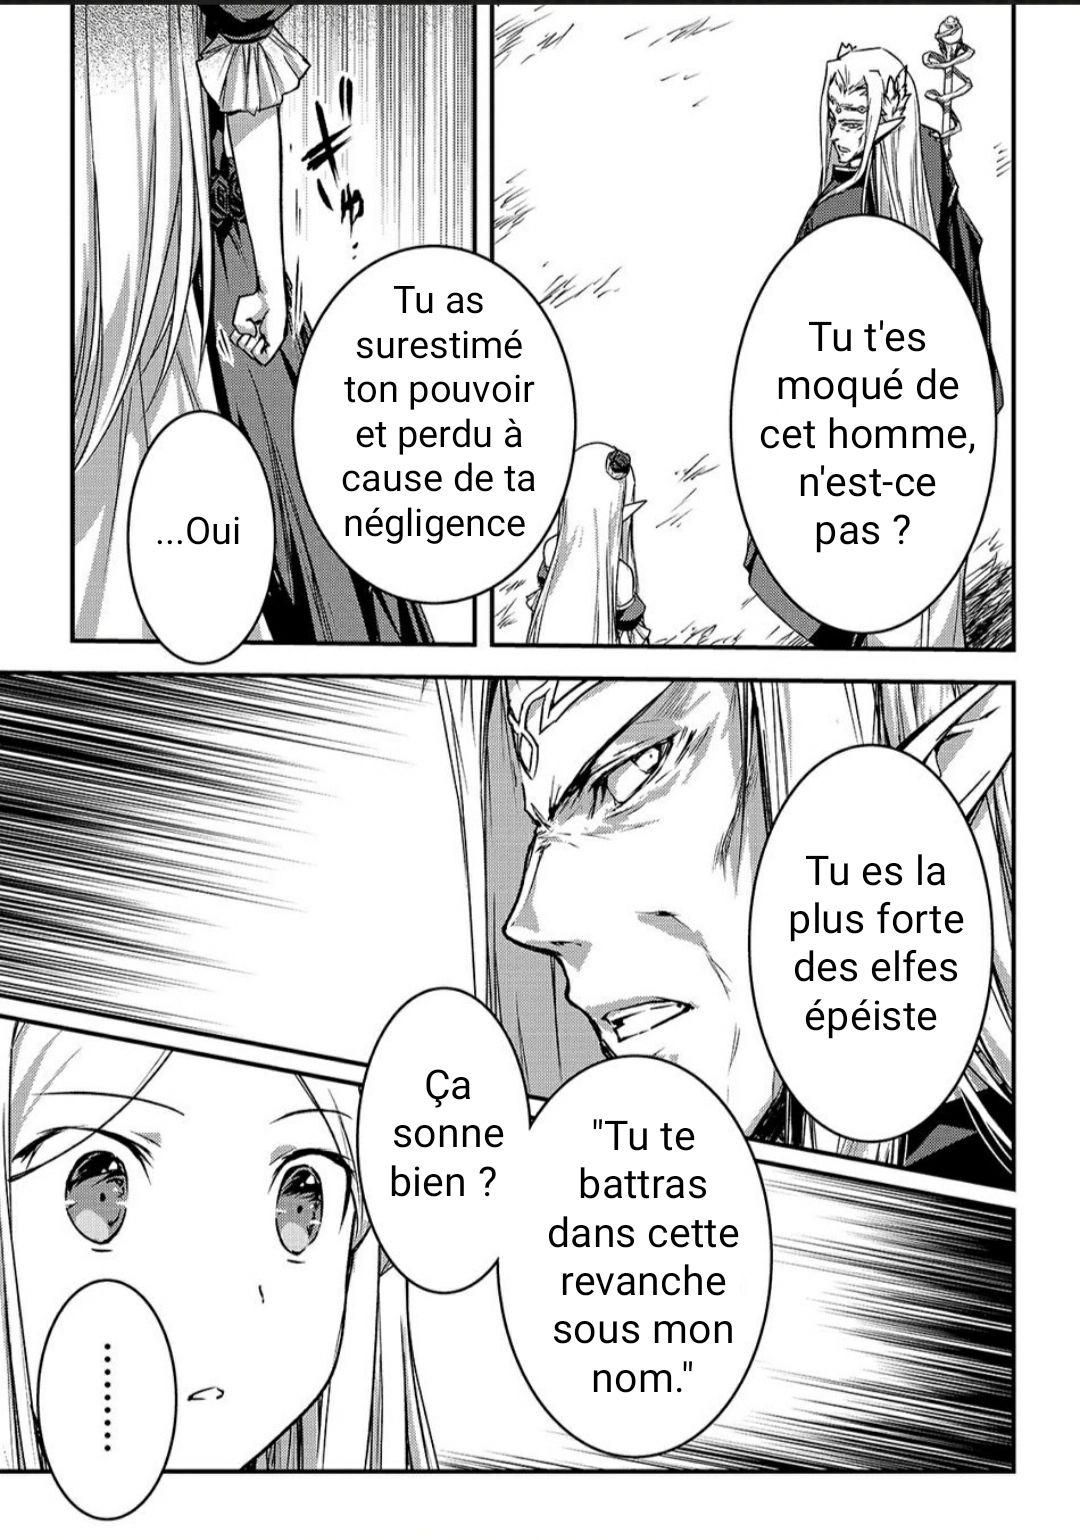 Tu t'es
moqué de
cet homme,
n'est-ce
pas ?
Tu as
surestimé
ton pouvoir
et perdu à
cause de ta
négligence
...Oui
ギゅ
Tu es la
plus forte
des elfes
épéiste
"Tu te
battras
dans cette
revanche
sous mon
nom."
Ça
sonne
bien ?
.........